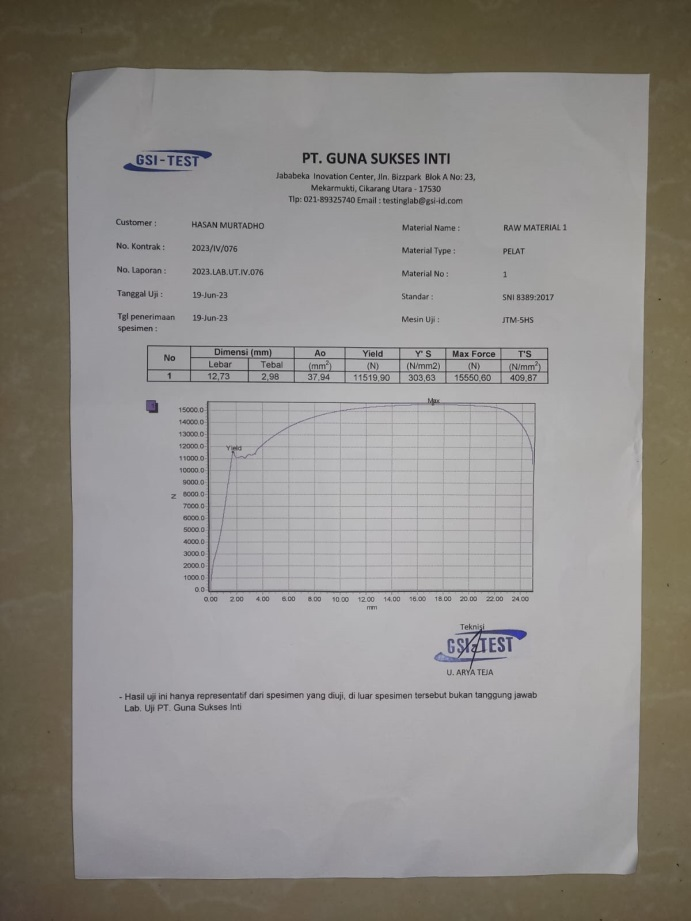 GSI-TEST
PT. GUNA SUKSES INTI
Jababeka Inovation Center, Jln. Bizzpark Blok A No: 23,
Mekarmukti, Cikarang Utara - 17530
Tlp: 021-89325740 Email : testinglab@gsi-id.com
Customer : HASAN MURTADHO Material Name : RAW MATERIAL 1
No. Kontrak : 2023/IV/076 Material Type : PELAT
No. Laporan : 2023.LAB.UT.IV.076 Material No : 1
Tanggal Uji : 19-Jun-23 Standar : SNI 8389:2017
Tgl penerimaan spesimen : 19-Jun-23 Mesin Uji : JTM-SHS
No Dimensi (mm) Ao Yield Y' S Max Force T'S
Lebar Tebal (mm²) (N) (N/mm2) (N) (N/mm²)
1 12,73 2,98 37,94 11519,90 303,63 15550,60 409,87
Max
15000.0
14000.0
13000.0
12000.0
Yield
11000.0
10000.0
9000.0
N 8000.0
7000.0
6000.0
5000.0
4000.0
3000.0
2000.0
1000.0
0.0
0.00 2.00 4.00 6.00 8.00 10.00 12.00 14.00 16.00 18.00 20.00 22.00 24.00
mm
Teknisi
GSI-TEST
U. ARYA TEJA
- Hasil uji ini hanya representatif dari spesimen yang diuji, di luar spesimen tersebut bukan tanggung jawab
Lab. Uji PT. Guna Sukses Inti